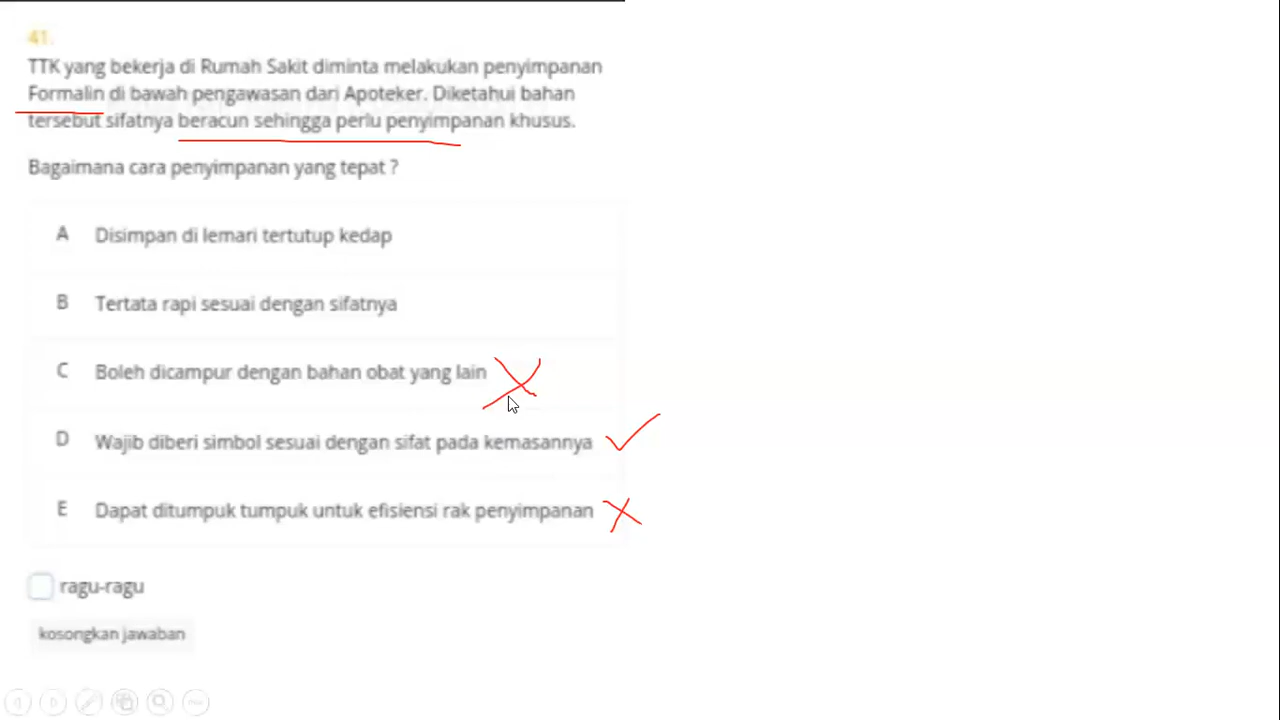 41.
TTK yang bekerja di Rumah Sakit diminta melakukan penyimpanan
Formalin di bawah pengawasan dari Apoteker. Diketahui bahan
tersebut sifatnya beracun sehingga perlu penyimpanan khusus.
Bagaimana cara penyimpanan yang tepat ?
A Disimpan di lemari tertutup kedap
B Tertata rapi sesuai dengan sifatnya
C Boleh dicampur dengan bahan obat yang lain
D Wajib diberi simbol sesuai dengan sifat pada kemasannya
E Dapat ditumpuk tumpuk untuk efisiensi rak penyimpanan
ragu-ragu
kosongkan jawaban